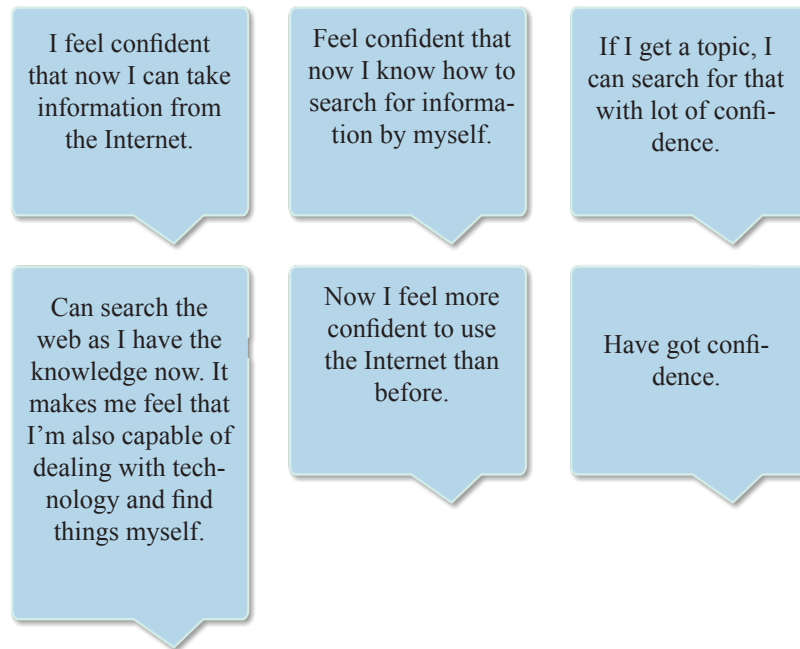 I feel confident
that now I can take
information from
the Internet.
Feel confident that
now I know how to
search for informa-
tion by myself.
If I get a topic, I
can search for that
with lot of confi-
dence.
Can search the
web as I have the
knowledge now. It
makes me feel that
I’m also capable of
dealing with tech-
nology and find
things myself.
Now I feel more
confident to use
the Internet than
before.
Have got confi-
dence.